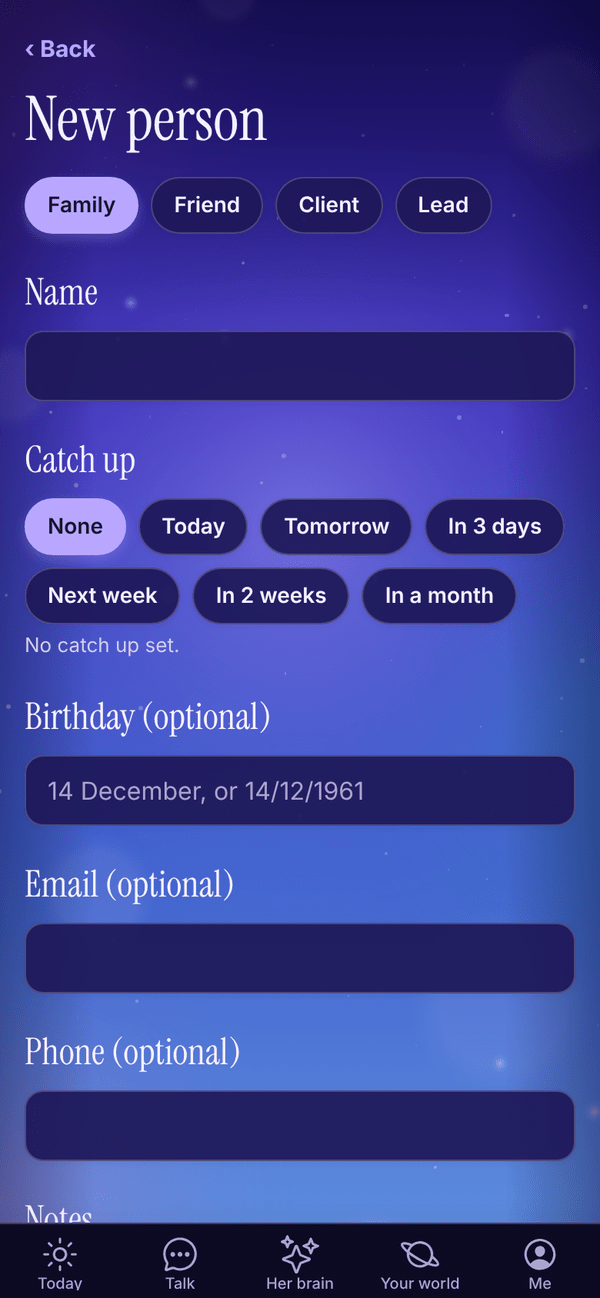 ‹ Back
New person
Family Friend Client Lead
Name
Catch up
None Today Tomorrow In 3 days
Next week In 2 weeks In a month
No catch up set.
Birthday (optional)
14 December, or 14/12/1961
Email (optional)
Phone (optional)
Notes
Today Talk Her brain Your world Me